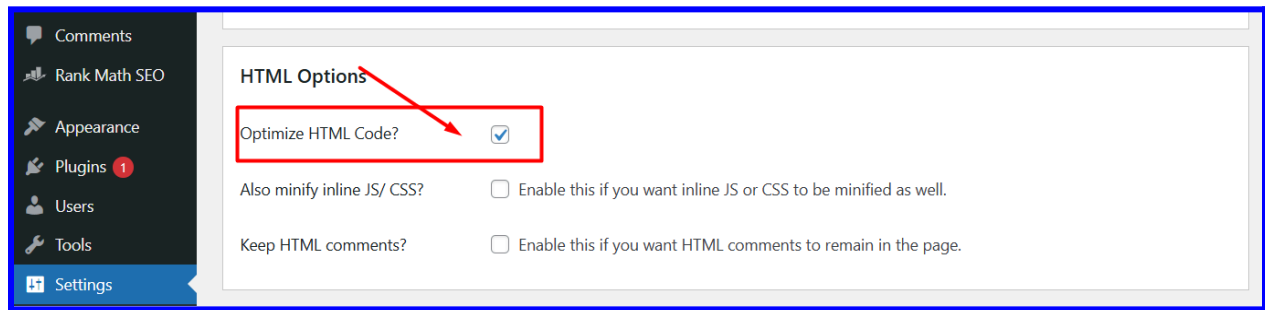 Comments
Rank Math SEO
Appearance
Plugins 1
Users
Tools
Settings
HTML Options
Optimize HTML Code?
Also minify inline JS/ CSS? Enable this if you want inline JS or CSS to be minified as well.
Keep HTML comments? Enable this if you want HTML comments to remain in the page.